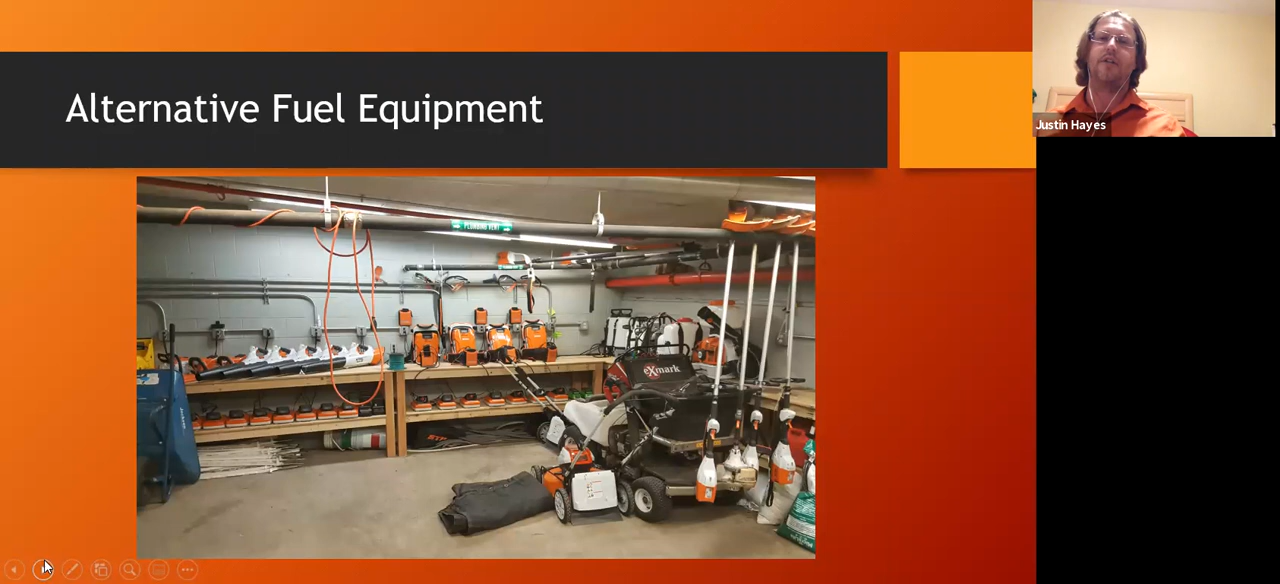 Alternative Fuel Equipment
Justin Hayes
PLUMBING VENT
eXmark